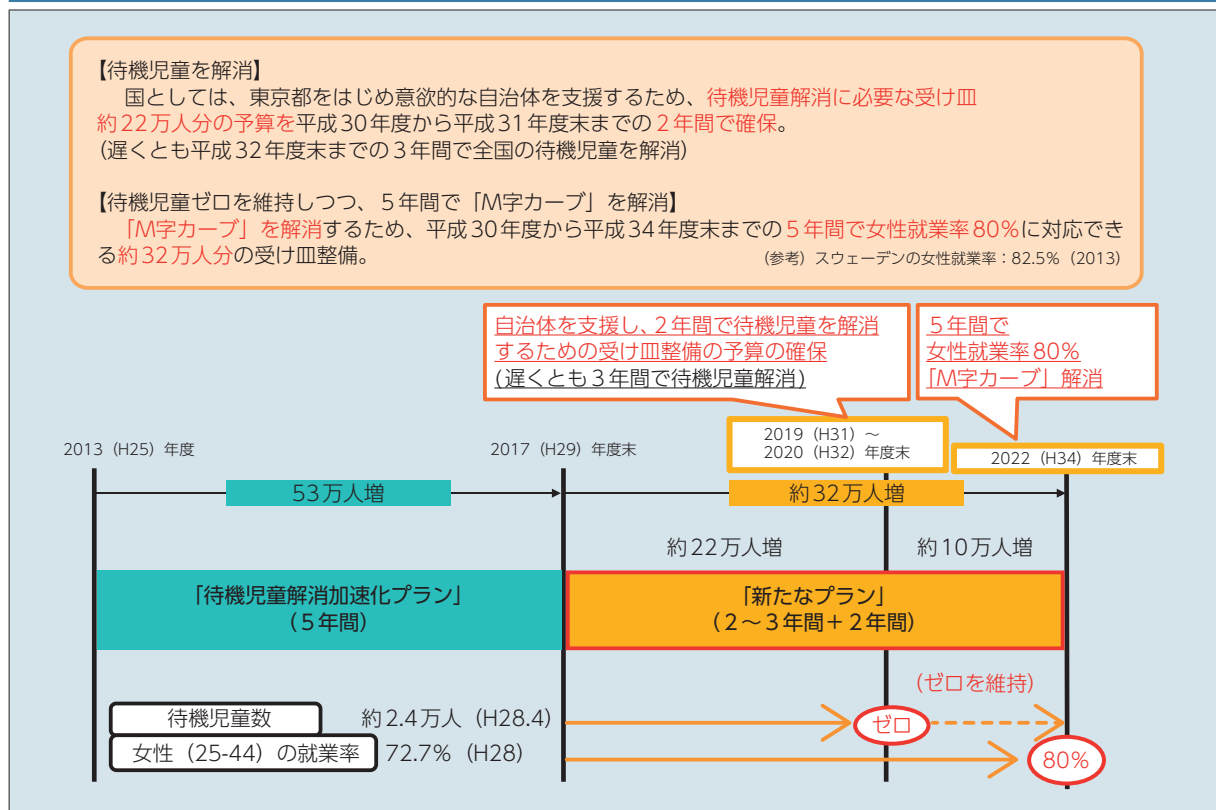 【待機児童を解消】
国としては、東京都をはじめ意欲的な自治体を支援するため、待機児童解消に必要な受け皿
約22万人分の予算を平成30年度から平成31年度末までの2年間で確保。
(遅くとも平成32年度末までの3年間で全国の待機児童を解消)
【待機児童ゼロを維持しつつ、5年間で「M字カーブ」を解消】
「M字カーブ」を解消するため、平成30年度から平成34年度末までの5年間で女性就業率80%に対応でき
る約32万人分の受け皿整備。
(参考)スウェーデンの女性就業率:82.5%(2013)
自治体を支援し、2年間で待機児童を解消
するための受け皿整備の予算の確保
(遅くとも3年間で待機児童解消)
5年間で
女性就業率80%
「M字カーブ」解消
2013(H25)年度
2017(H29)年度末
2019(H31)~
2020(H32)年度末
2022(H34)年度末
53万人増
約32万人増
約22万人増
約10万人増
「待機児童解消加速化プラン」
(5年間)
「新たなプラン」
(2~3年間+2年間)
(ゼロを維持)
待機児童数
約2.4万人(H28.4)
ゼロ
女性(25-44)の就業率
72.7%(H28)
80%